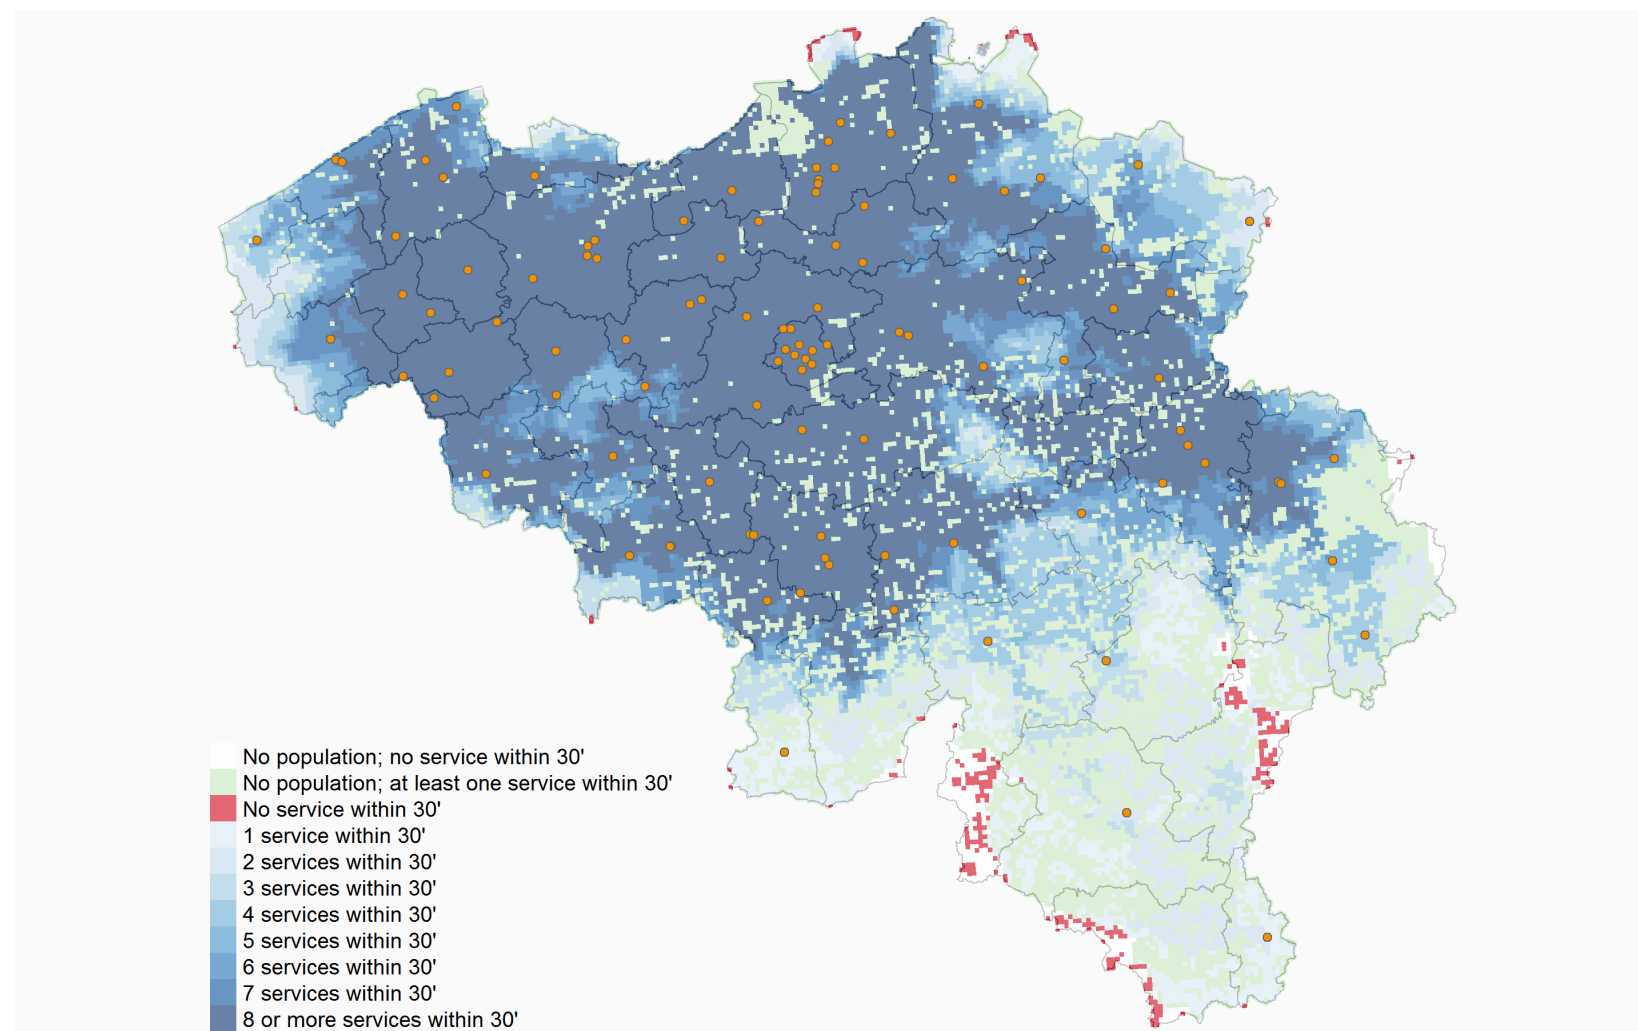 No population; no service within 30'
No population; at least one service within 30'
No service within 30'
1 service within 30'
2 services within 30'
3 services within 30'
4 services within 30'
5 services within 30'
6 services within 30'
7 services within 30'
8 or more services within 30'